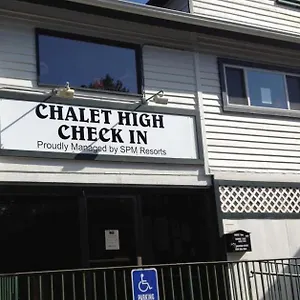 CHALET HIGH
CHECK IN
Proudly Managed by SPM Resorts
PARKING